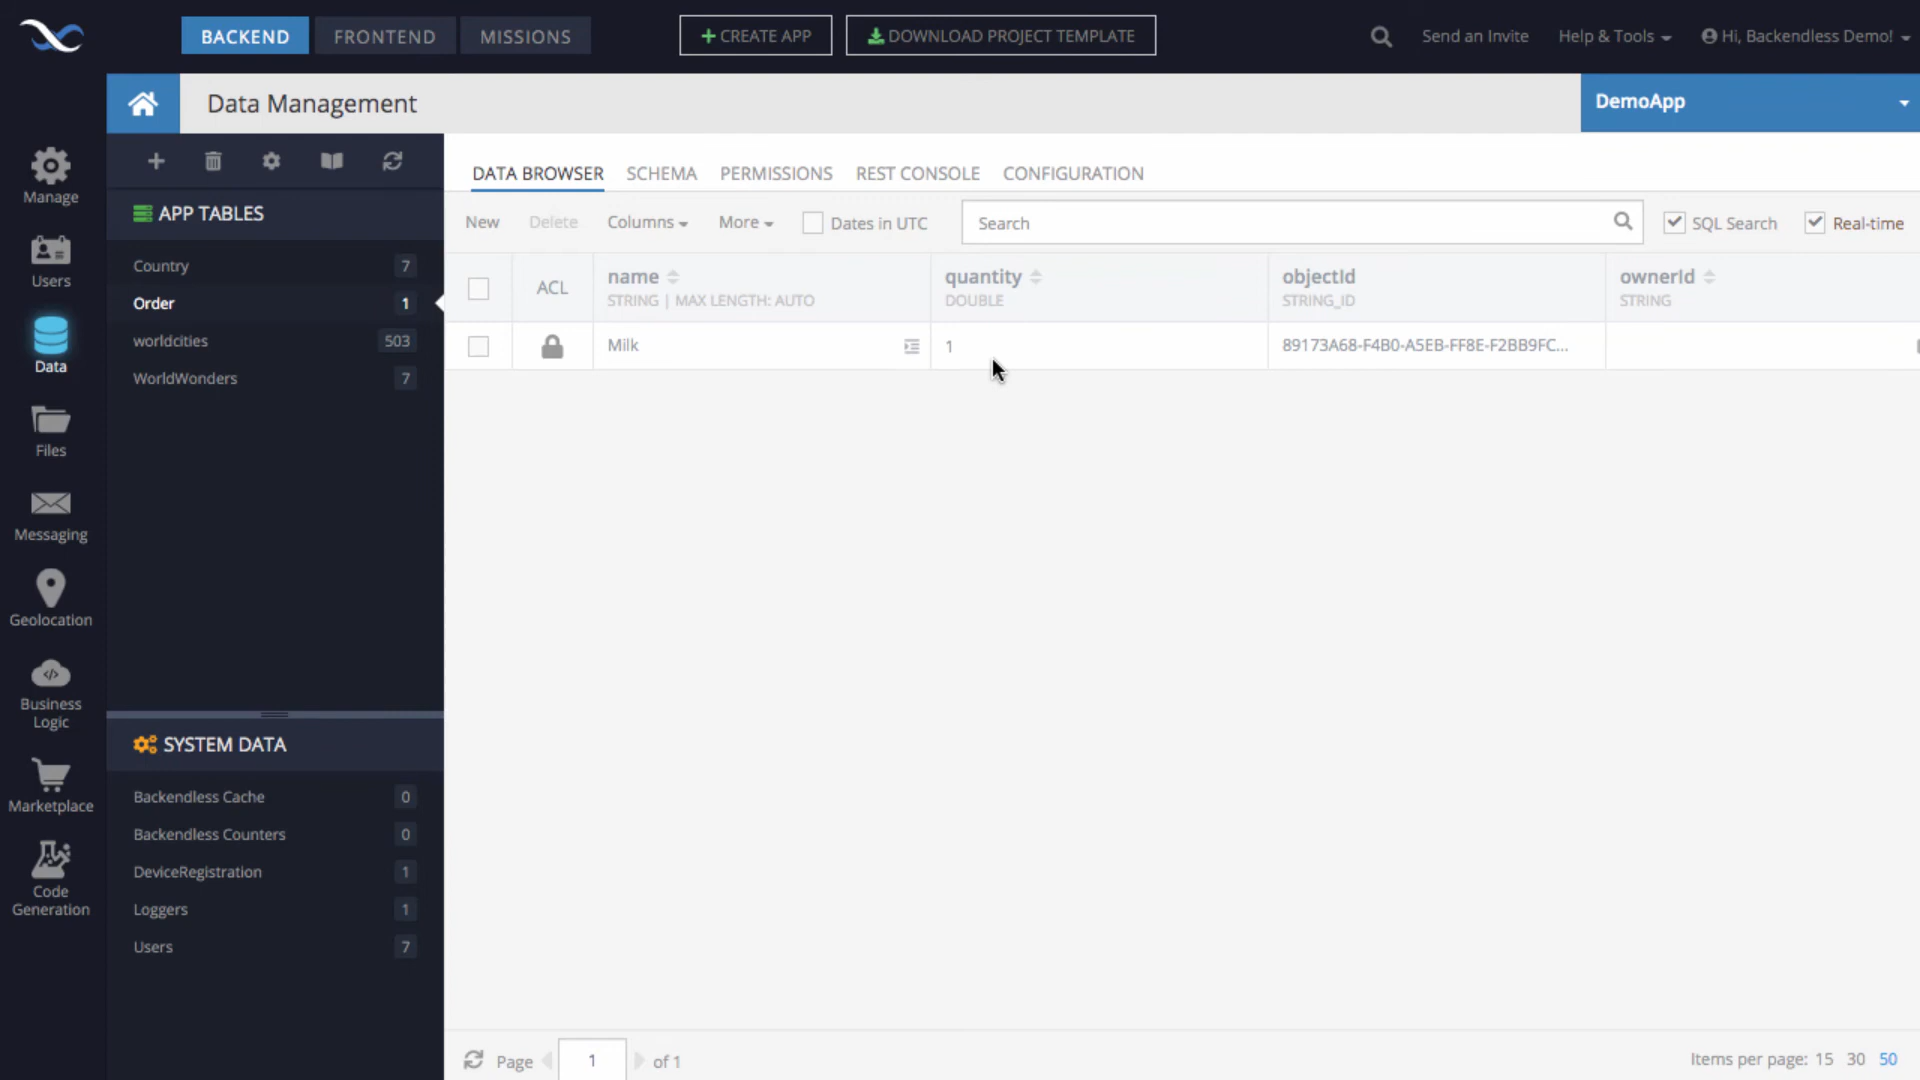 BACKEND FRONTEND MISSIONS CREATE APP DOWNLOAD PROJECT TEMPLATE Send an Invite Help & Tools Hi, Backendless Demo!
Data Management DemoApp
Manage
Users
Data
Files
Messaging
Geolocation
Business
Logic
Marketplace
Code
Generation
APP TABLES
Country 7
Order 1
worldcities 503
WorldWonders 7
SYSTEM DATA
Backendless Cache 0
Backendless Counters 0
DeviceRegistration 1
Loggers 1
Users 7
DATA BROWSER SCHEMA PERMISSIONS REST CONSOLE CONFIGURATION
New Delete Columns More Dates in UTC Search SQL Search Real-time
ACL name quantity objectId ownerId
STRING | MAX LENGTH: AUTO DOUBLE STRING_ID STRING
Milk 1 89173A68-F4B0-A5EB-FF8E-F2BB9FC...
Page 1 of 1 Items per page: 15 30 50